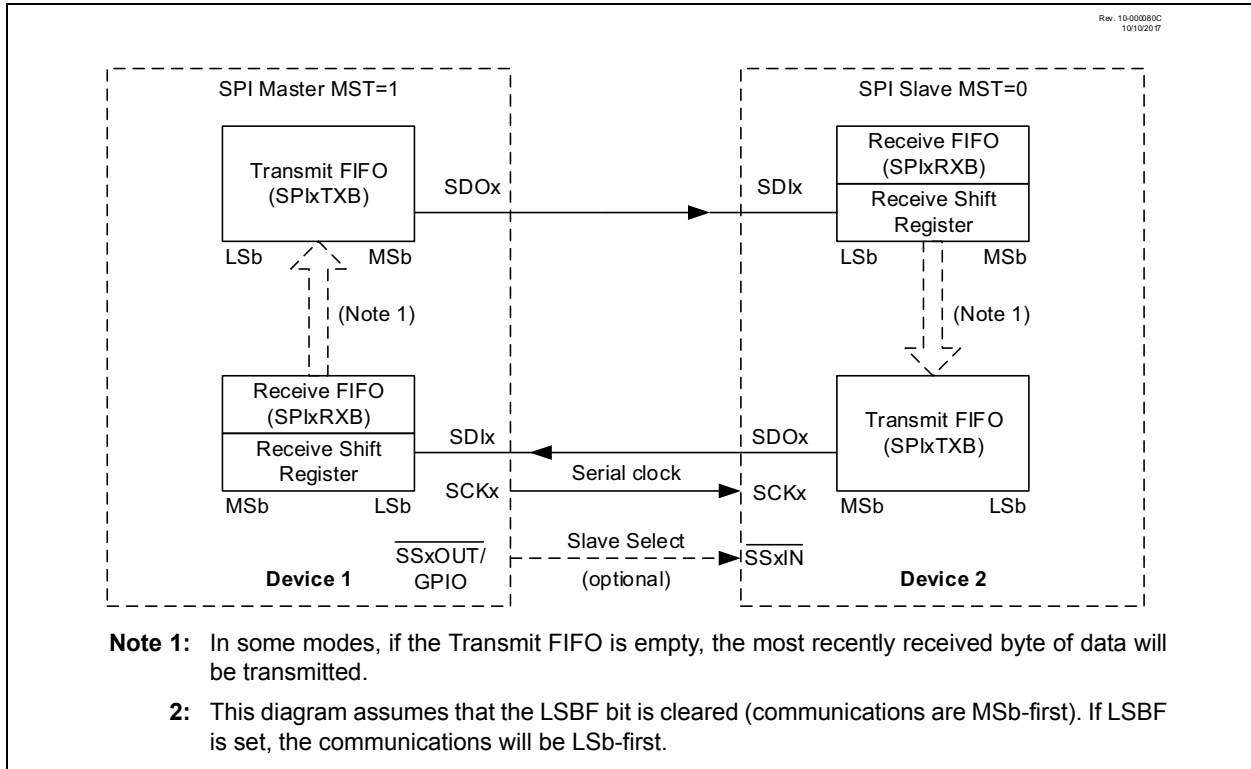 Rev. 10-000080C
10/10/2017
SPI Master MST=1
Transmit FIFO
(SPIxTXB)
LSb MSb
SDOx
(Note 1)
Receive FIFO
(SPIxRXB)
Receive Shift
Register
MSb LSb
SDIx
SCKx
SSxOUT/
GPIO
Device 1
Serial clock
Slave Select
(optional)
SPI Slave MST=0
SDIx
Receive FIFO
(SPIxRXB)
Receive Shift
Register
LSb MSb
(Note 1)
SDOx
Transmit FIFO
(SPIxTXB)
MSb LSb
SCKx
SSxIN
Device 2
Note 1: In some modes, if the Transmit FIFO is empty, the most recently received byte of data will
be transmitted.
2: This diagram assumes that the LSBF bit is cleared (communications are MSb-first). If LSBF
is set, the communications will be LSb-first.